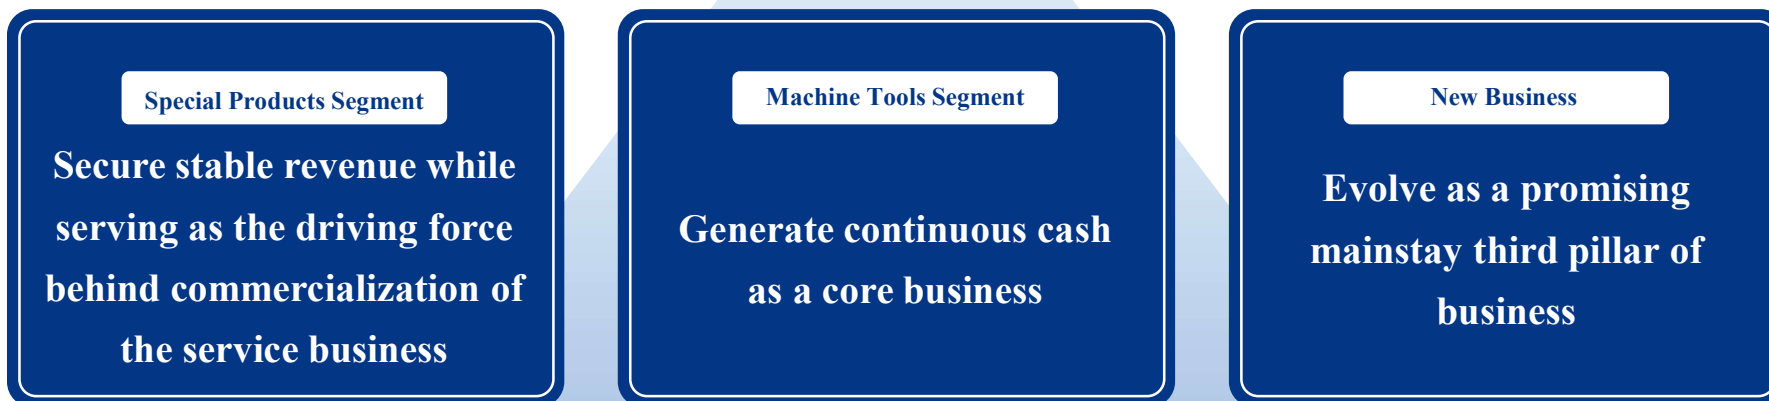 Special Products Segment
Secure stable revenue while
serving as the driving force
behind commercialization of
the service business
Machine Tools Segment
Generate continuous cash
as a core business
New Business
Evolve as a promising
mainstay third pillar of
business